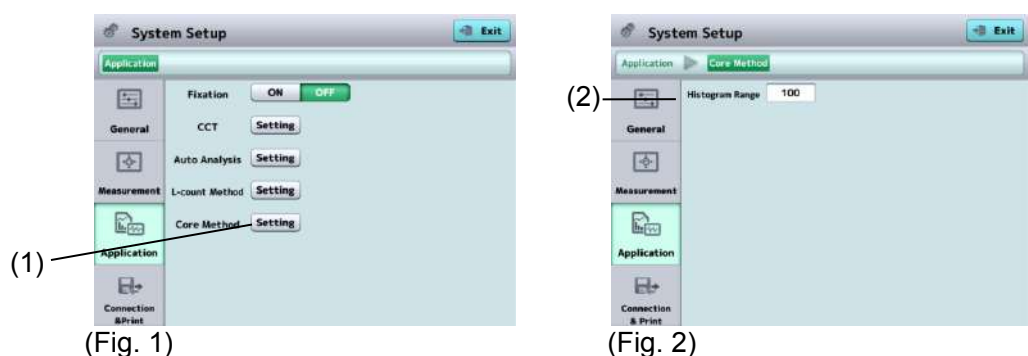 System Setup
Exit
Application
General
Measurement
Application
Connection
&Print
Fixation ON OFF
CCT Setting
Auto Analysis Setting
L-count Method Setting
Core Method Setting
(1)
(Fig. 1)
System Setup
Exit
Application Core Method
(2)
Histogram Range 100
General
Measurement
Application
Connection
& Print
(Fig. 2)